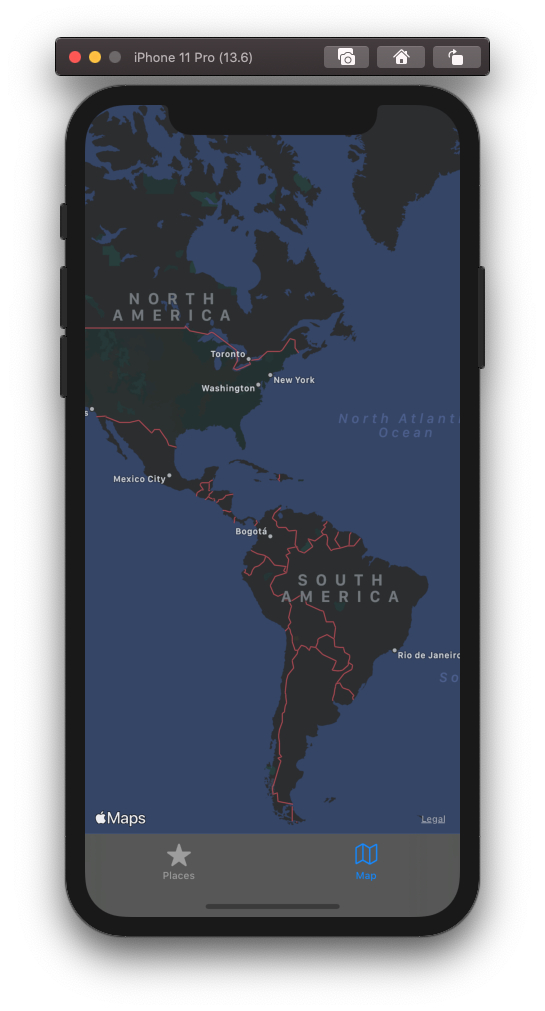 iPhone 11 Pro (13.6)
NORTH
AMERICA
Toronto
New York
Washington
s
North Atlanti
Ocean
Mexico City
Bogotá
SOUTH
AMERICA
Rio de Janeiro
So
Maps
Legal
Places
Map